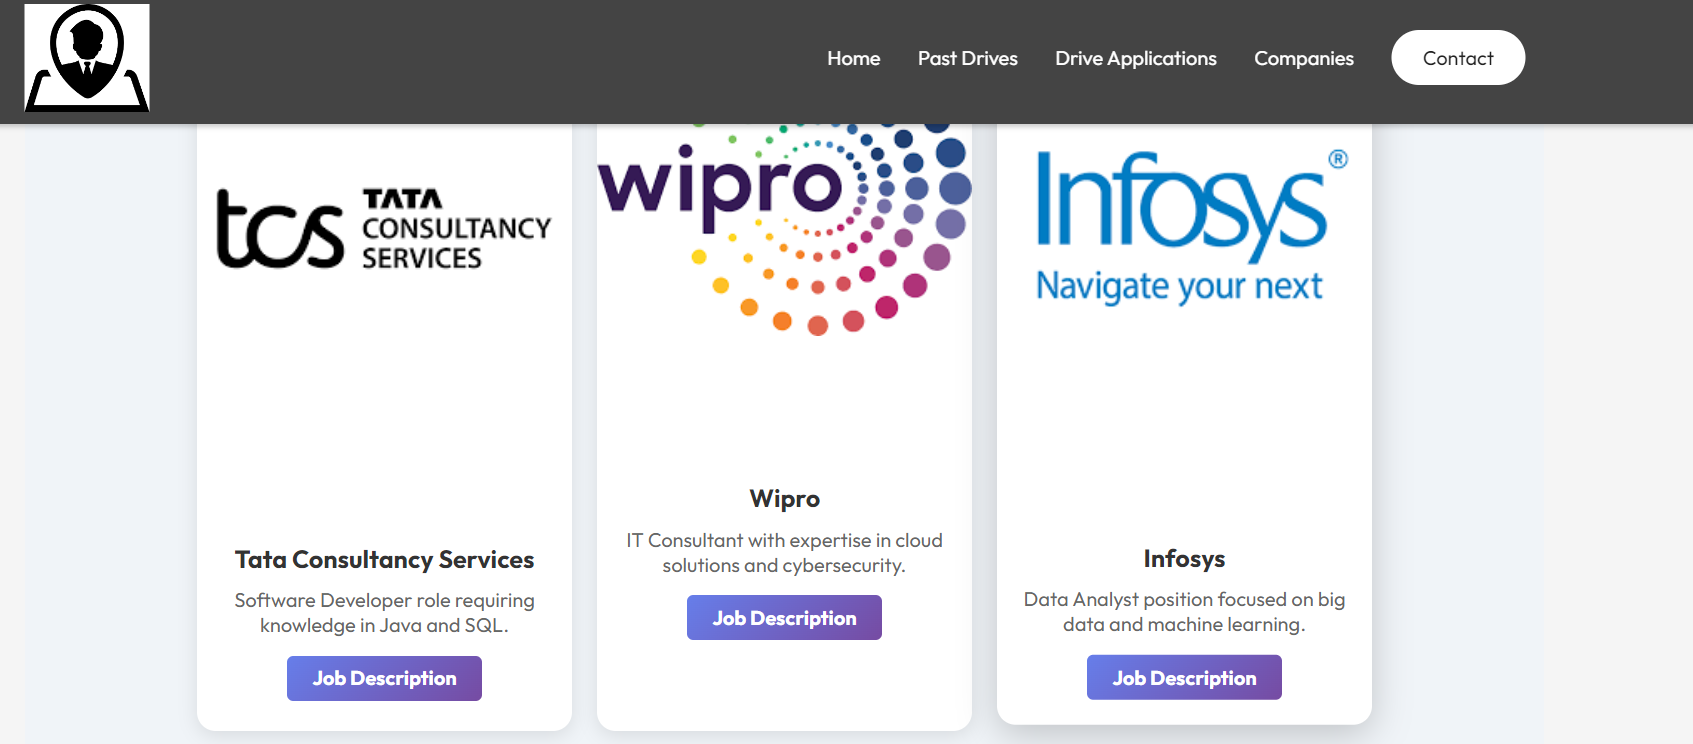 Home Past Drives Drive Applications Companies Contact
tcs TATA
CONSULTANCY
SERVICES
wipro
Infosys®
Navigate your next
Tata Consultancy Services
Software Developer role requiring
knowledge in Java and SQL.
Job Description
Wipro
IT Consultant with expertise in cloud
solutions and cybersecurity.
Job Description
Infosys
Data Analyst position focused on big
data and machine learning.
Job Description